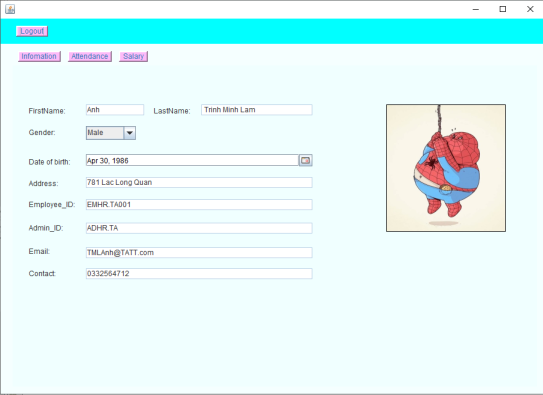 Logout
Infomation Attendance Salary
FirstName: Anh LastName: Trinh Minh Lam
Gender: Male
Date of birth: Apr 30, 1986
Address: 781 Lac Long Quan
Employee_ID: EMHR.TA001
Admin_ID: ADHR.TA
Email: TMLAnh@TATT.com
Contact: 0332564712